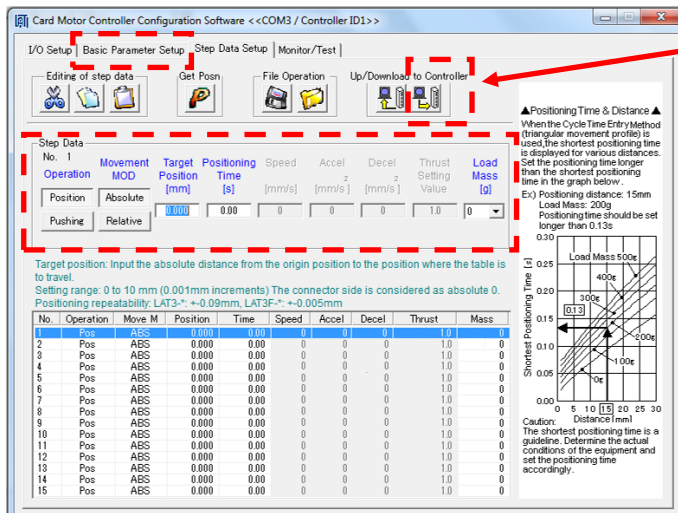 Card Motor Controller Configuration Software <<COM3 / Controller ID1>>
I/O Setup Basic Parameter Setup Step Data Setup Monitor/Test
Editing of step data Get Posn File Operation Up/Download to Controller
Step Data
No. 1
Operation Movement MOD Target Position [mm] Positioning Time [s] Speed [mm/s] Accel [mm/s2] Decel [mm/s2] Thrust Setting Value Load Mass [g]
Position Absolute
0.000 0.00 0 0 0 1.0 0
Pushing Relative
Target position: Input the absolute distance from the origin position to the position where the table is
to travel.
Setting range: 0 to 10 mm (0.001mm increments) The connector side is considered as absolute 0.
Positioning repeatability: LAT3-*: +-0.09mm, LAT3F-*: +-0.005mm
No. Operation Move M Position Time Speed Accel Decel Thrust Mass
1 Pos ABS 0.000 0.00 0 0 0 1.0 0
2 Pos ABS 0.000 0.00 0 0 0 1.0 0
3 Pos ABS 0.000 0.00 0 0 0 1.0 0
4 Pos ABS 0.000 0.00 0 0 0 1.0 0
5 Pos ABS 0.000 0.00 0 0 0 1.0 0
6 Pos ABS 0.000 0.00 0 0 0 1.0 0
7 Pos ABS 0.000 0.00 0 0 0 1.0 0
8 Pos ABS 0.000 0.00 0 0 0 1.0 0
9 Pos ABS 0.000 0.00 0 0 0 1.0 0
10 Pos ABS 0.000 0.00 0 0 0 1.0 0
11 Pos ABS 0.000 0.00 0 0 0 1.0 0
12 Pos ABS 0.000 0.00 0 0 0 1.0 0
13 Pos ABS 0.000 0.00 0 0 0 1.0 0
14 Pos ABS 0.000 0.00 0 0 0 1.0 0
15 Pos ABS 0.000 0.00 0 0 0 1.0 0
▲Positioning Time & Distance▲
When the Cycle Time Entry Method
(triangular movement profile) is
used,the shortest positioning time
is displayed for various distances.
Set the positioning time longer
than the shortest positioning
time in the graph below.
Ex) Positioning distance: 15mm
Load Mass: 200g
Positioning time should be set
longer than 0.13s
Shortest Positioning Time [s]
0.30
0.25
0.20
0.15
0.10
0.05
0.00
0.13
Load Mass 500g
400g
300g
200g
100g
0g
0 5 10 15 20 25 30
Distance [mm]
Caution:
The shortest positioning time is a
guideline. Determine the actual
conditions of the equipment and
set the positioning time
accordingly.